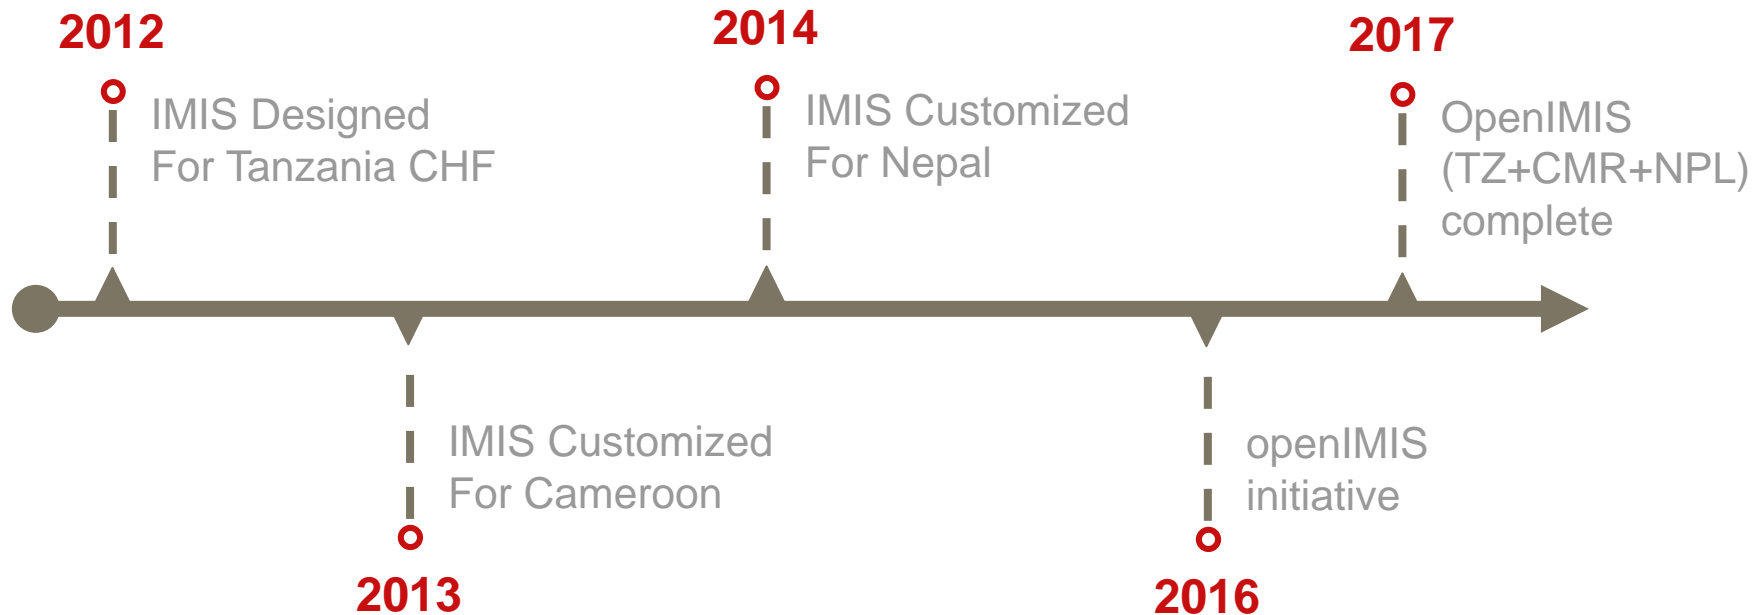 2012
IMIS Designed
For Tanzania CHF
2013
IMIS Customized
For Cameroon
2014
IMIS Customized
For Nepal
2016
openIMIS
initiative
2017
OpenIMIS
(TZ+CMR+NPL)
complete